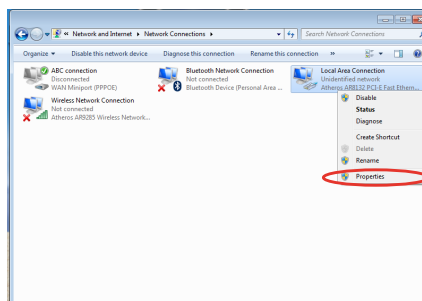 « Network and Internet ▸ Network Connections ▸
Search Network Connections
Organize ▾ Disable this network device Diagnose this connection Rename this connection »
ABC connection
Disconnected
WAN Miniport (PPPOE)
Bluetooth Network Connection
Not connected
Bluetooth Device (Personal Area ...
Local Area Connection
Unidentified network
Atheros AR8132 PCI-E Fast Ethern...
Wireless Network Connection
Not connected
Atheros AR9285 Wireless Network...
Disable
Status
Diagnose
Create Shortcut
Delete
Rename
Properties